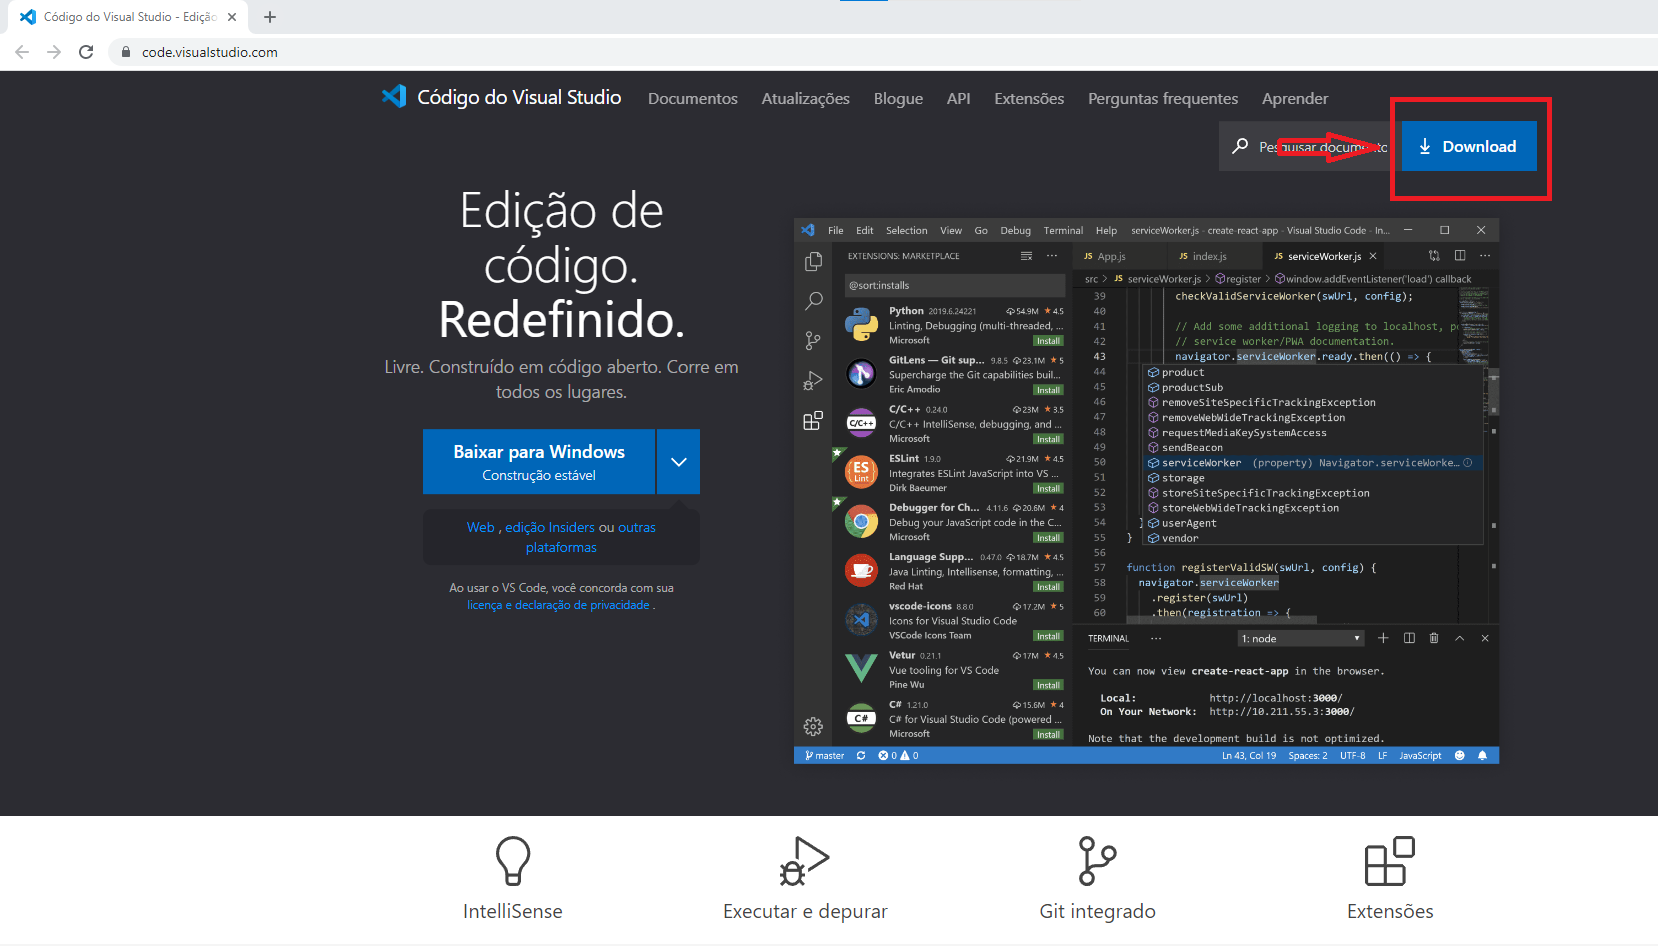 Código do Visual Studio - Edição
code.visualstudio.com
Código do Visual Studio
Documentos
Atualizações
Blogue
API
Extensões
Perguntas frequentes
Aprender
Pesquisar documento
Download
Edição de
código.
Redefinido.
Livre. Construído em código aberto. Corre em
todos os lugares.
Baixar para Windows
Construção estável
Web , edição Insiders ou outras
plataformas
Ao usar o VS Code, você concorda com sua
licença e declaração de privacidade .
File Edit Selection View Go Debug Terminal Help serviceWorker.js - create-react-app - Visual Studio Code - In...
EXTENSIONS: MARKETPLACE
@sort:installs
Python 2019.6.24221 54.9M 4.5
Linting, Debugging (multi-threaded, ...
Microsoft Install
GitLens — Git sup... 9.8.5 23.1M 5
Supercharge the Git capabilities buil...
Eric Amodio Install
C/C++ 0.24.0 23M 3.5
C/C++ IntelliSense, debugging, and ...
Microsoft Install
ESLint 1.9.0 21.9M 4.5
Integrates ESLint JavaScript into VS ...
Dirk Baeumer Install
Debugger for Ch... 4.11.6 20.6M 4
Debug your JavaScript code in the C...
Microsoft Install
Language Supp... 0.47.0 18.7M 4.5
Java Linting, Intellisense, formatting, ...
Red Hat Install
vscode-icons 8.8.0 17.2M 5
Icons for Visual Studio Code
VSCode Icons Team Install
Vetur 0.21.1 17M 4.5
Vue tooling for VS Code
Pine Wu Install
C# 1.21.0 15.6M 4
C# for Visual Studio Code (powered ...
Microsoft Install
C/C++
ES
Lint
C#
JS App.js JS index.js JS serviceWorker.js
src > JS serviceWorker.js > register > window.addEventListener('load') callback
39 checkValidServiceWorker(swUrl, config);
40
41 // Add some additional logging to localhost, p
42 // service worker/PWA documentation.
43 navigator.serviceWorker.ready.then(() => {
44 product
45 productSub
46 removeSiteSpecificTrackingException
47 removeWebWideTrackingException
48 requestMediaKeySystemAccess
49 sendBeacon
50 serviceWorker (property) Navigator.serviceWorke...
51 storage
52 storeSiteSpecificTrackingException
53 storeWebWideTrackingException
54 } userAgent
55 } vendor
56
57 function registerValidSW(swUrl, config) {
58 navigator.serviceWorker
59 .register(swUrl)
60 .then(registration => {
TERMINAL ... 1: node
You can now view create-react-app in the browser.
Local: http://localhost:3000/
On Your Network: http://10.211.55.3:3000/
Note that the development build is not optimized.
master 0 0 Ln 43, Col 19 Spaces: 2 UTF-8 LF JavaScript
IntelliSense
Executar e depurar
Git integrado
Extensões